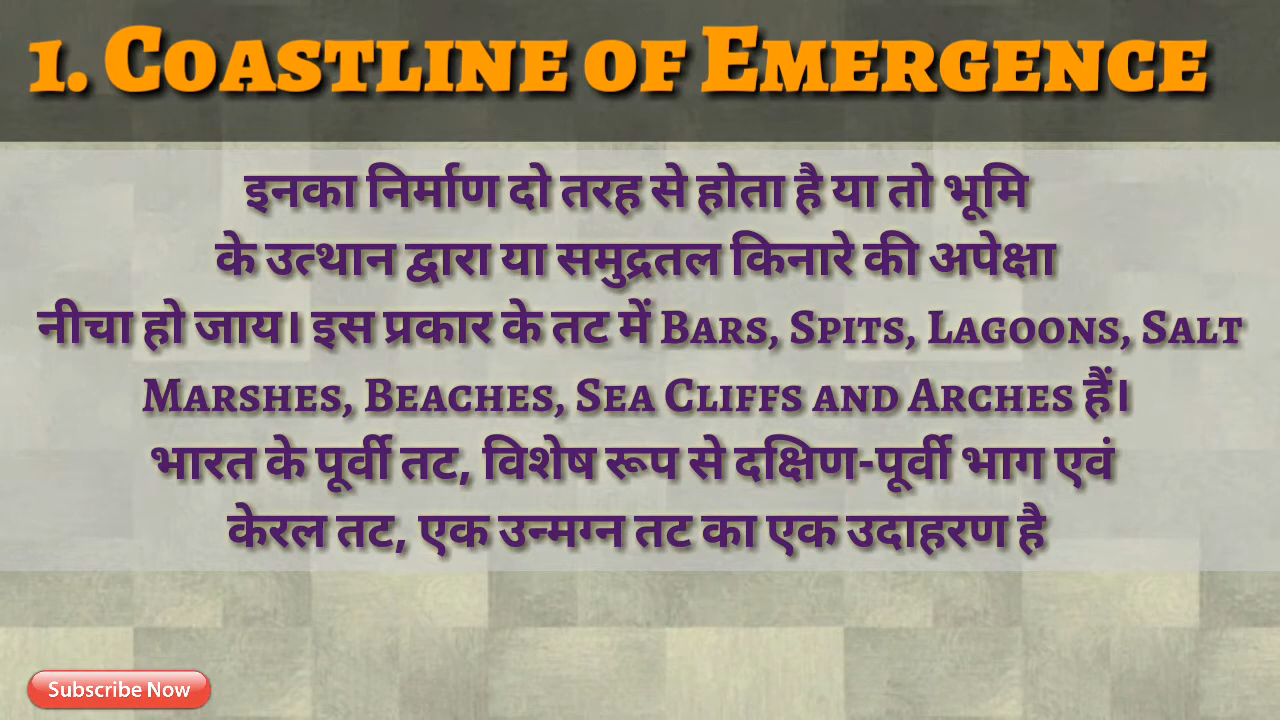 1. Coastline of Emergence
इनका निर्माण दो तरह से होता है या तो भूमि
के उत्थान द्वारा या समुद्रतल किनारे की अपेक्षा
नीचा हो जाय। इस प्रकार के तट में Bars, Spits, Lagoons, Salt
Marshes, Beaches, Sea Cliffs and Arches हैं।
भारत के पूर्वी तट, विशेष रूप से दक्षिण-पूर्वी भाग एवं
केरल तट, एक उन्मग्न तट का एक उदाहरण है
Subscribe Now